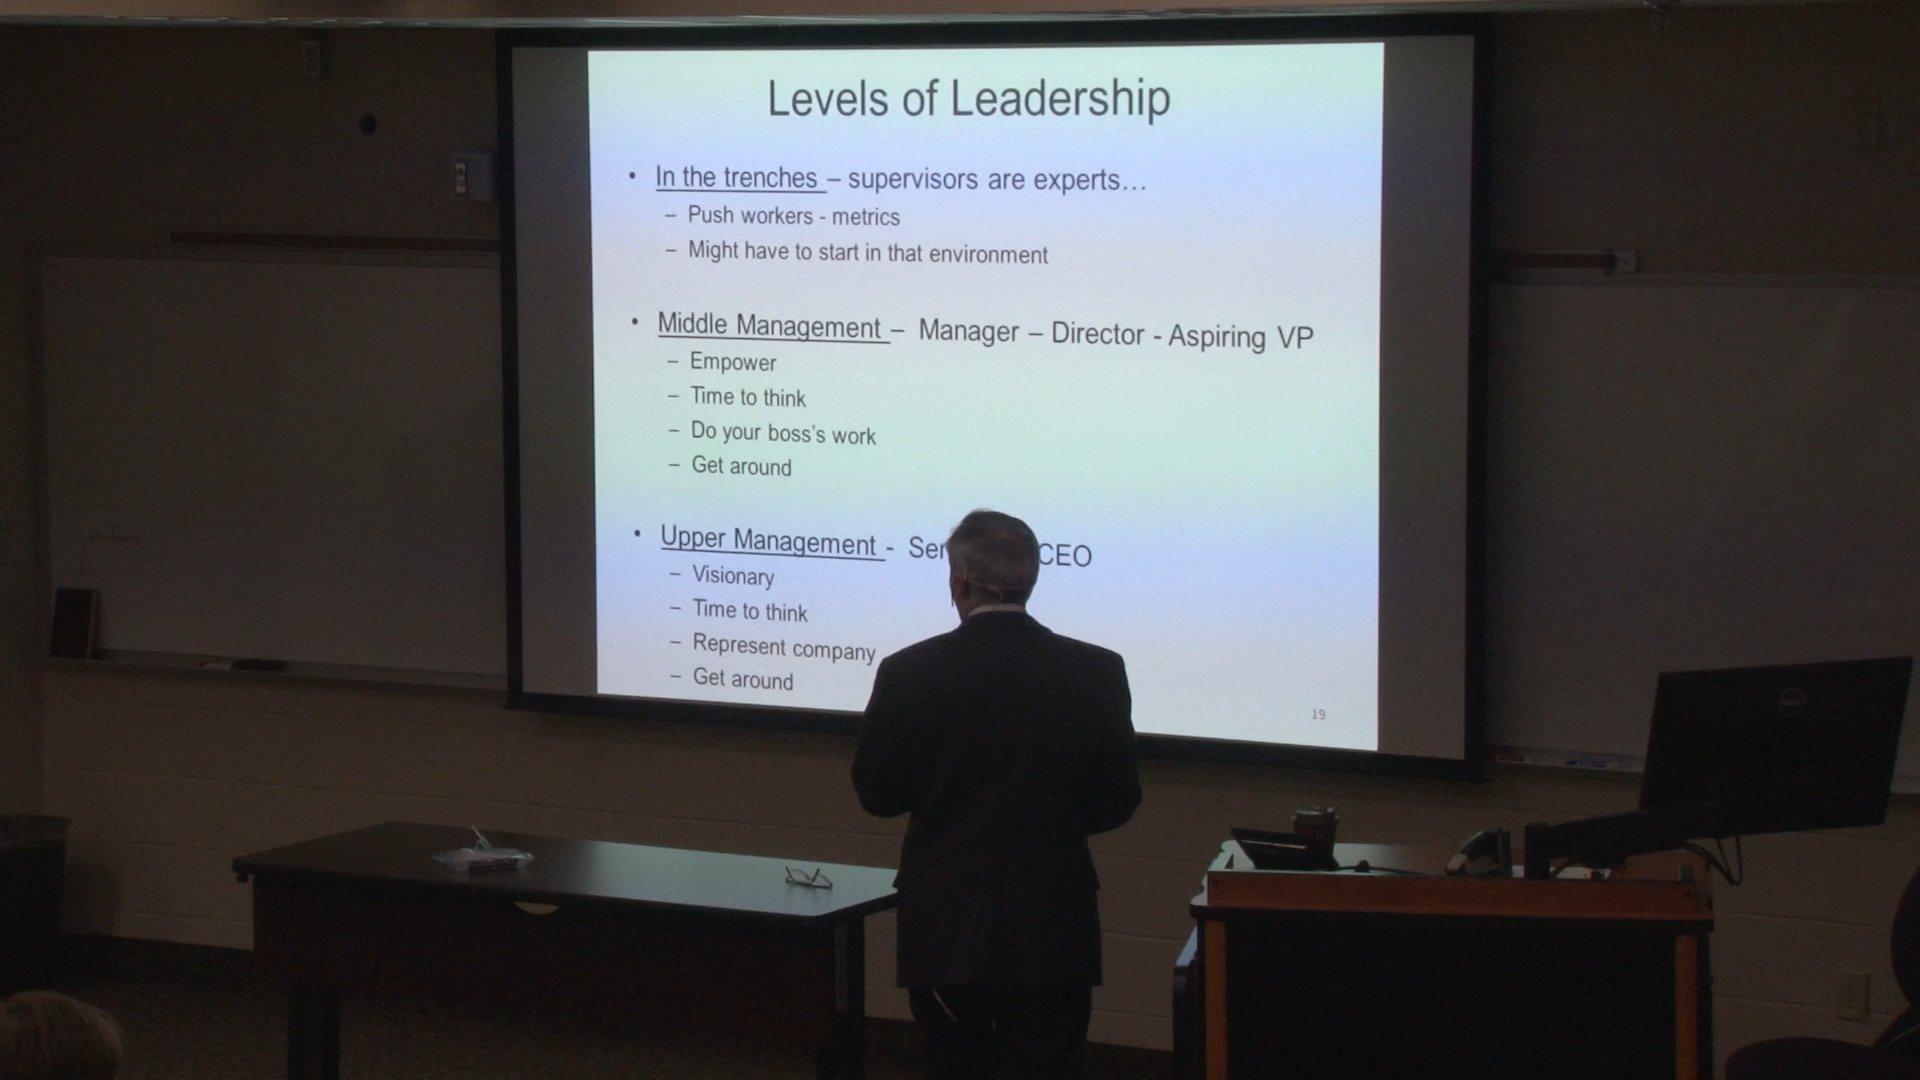 Levels of Leadership
• In the trenches – supervisors are experts…
– Push workers - metrics
– Might have to start in that environment
• Middle Management – Manager – Director - Aspiring VP
– Empower
– Time to think
– Do your boss's work
– Get around
• Upper Management - CEO
– Visionary
– Time to think
– Represent company
– Get around
19
DELL